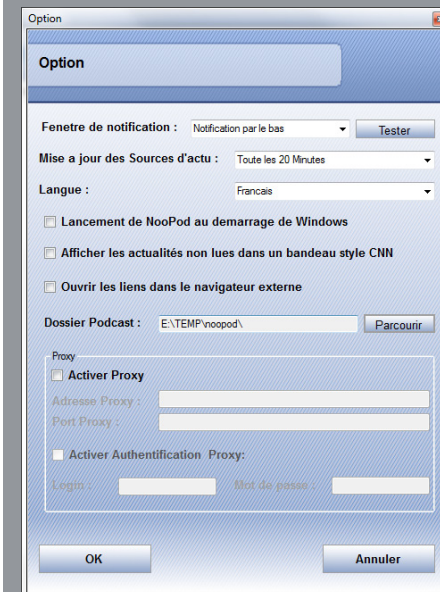 Option
Option
Fenetre de notification : Notification par le bas Tester
Mise a jour des Sources d'actu : Toute les 20 Minutes
Langue : Francais
Lancement de NooPod au demarrage de Windows
Afficher les actualités non lues dans un bandeau style CNN
Ouvrir les liens dans le navigateur externe
Dossier Podcast : E:\TEMP\noopod\ Parcourir
Proxy
Activer Proxy
Adresse Proxy :
Port Proxy :
Activer Authentification Proxy:
Login : Mot de passe :
OK Annuler